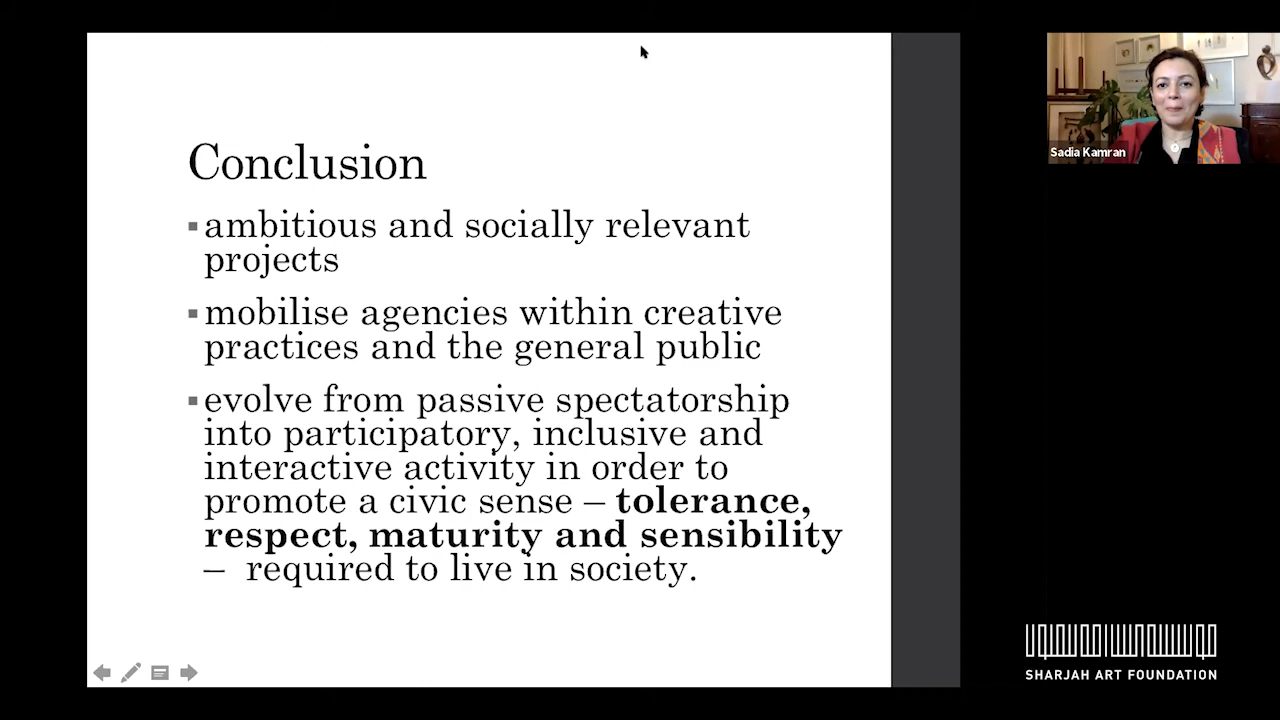 Conclusion
▪ambitious and socially relevant
projects
▪mobilise agencies within creative
practices and the general public
▪evolve from passive spectatorship
into participatory, inclusive and
interactive activity in order to
promote a civic sense – tolerance,
respect, maturity and sensibility
– required to live in society.
Sadia Kamran
SHARJAH ART FOUNDATION